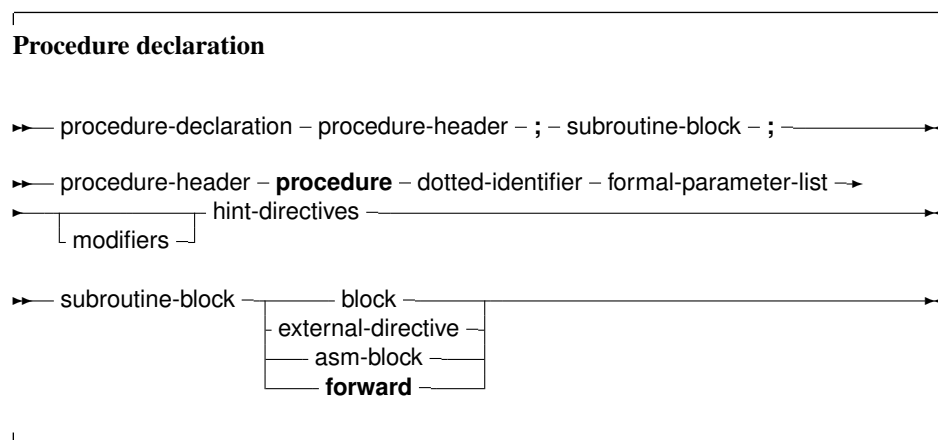 Procedure declaration
procedure-declaration procedure-header ; subroutine-block ;
procedure-header procedure dotted-identifier formal-parameter-list
hint-directives
modifiers
subroutine-block block
external-directive
asm-block
forward